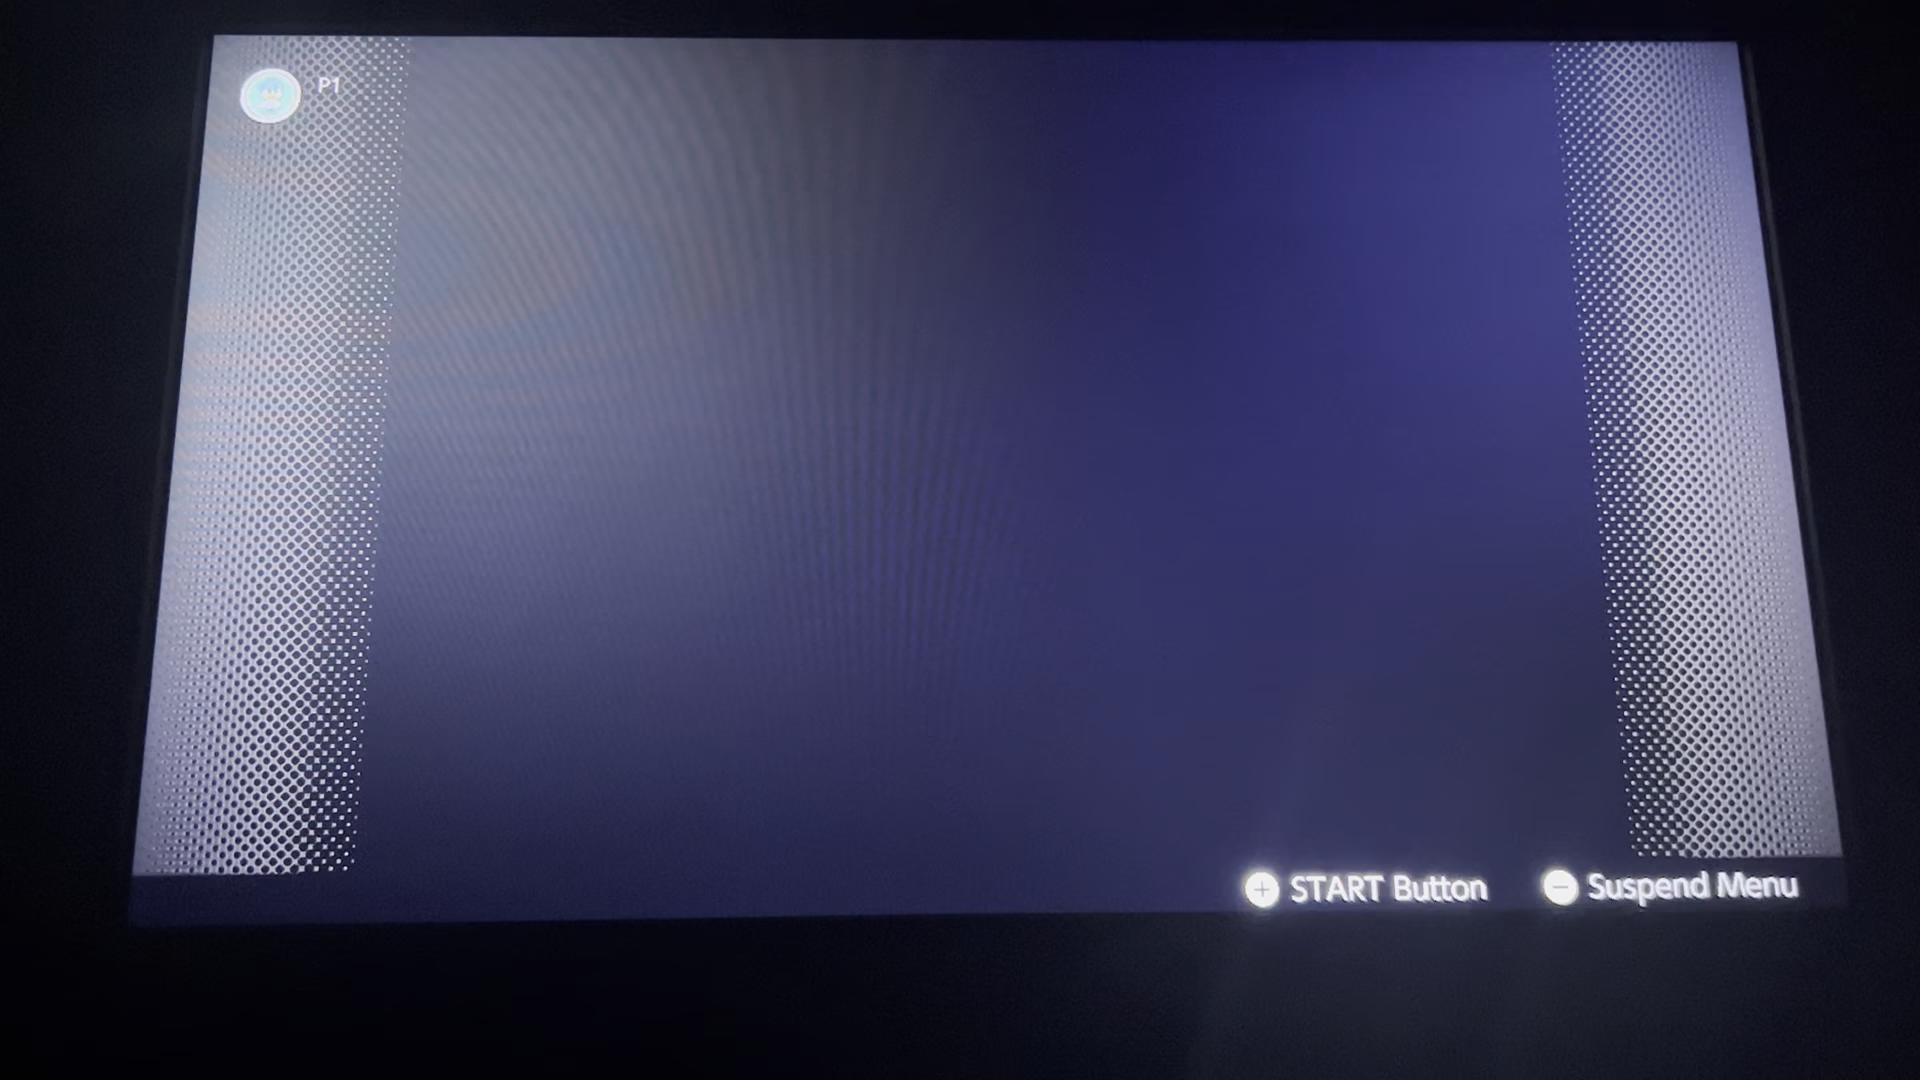 P1
+ START Button
− Suspend Menu